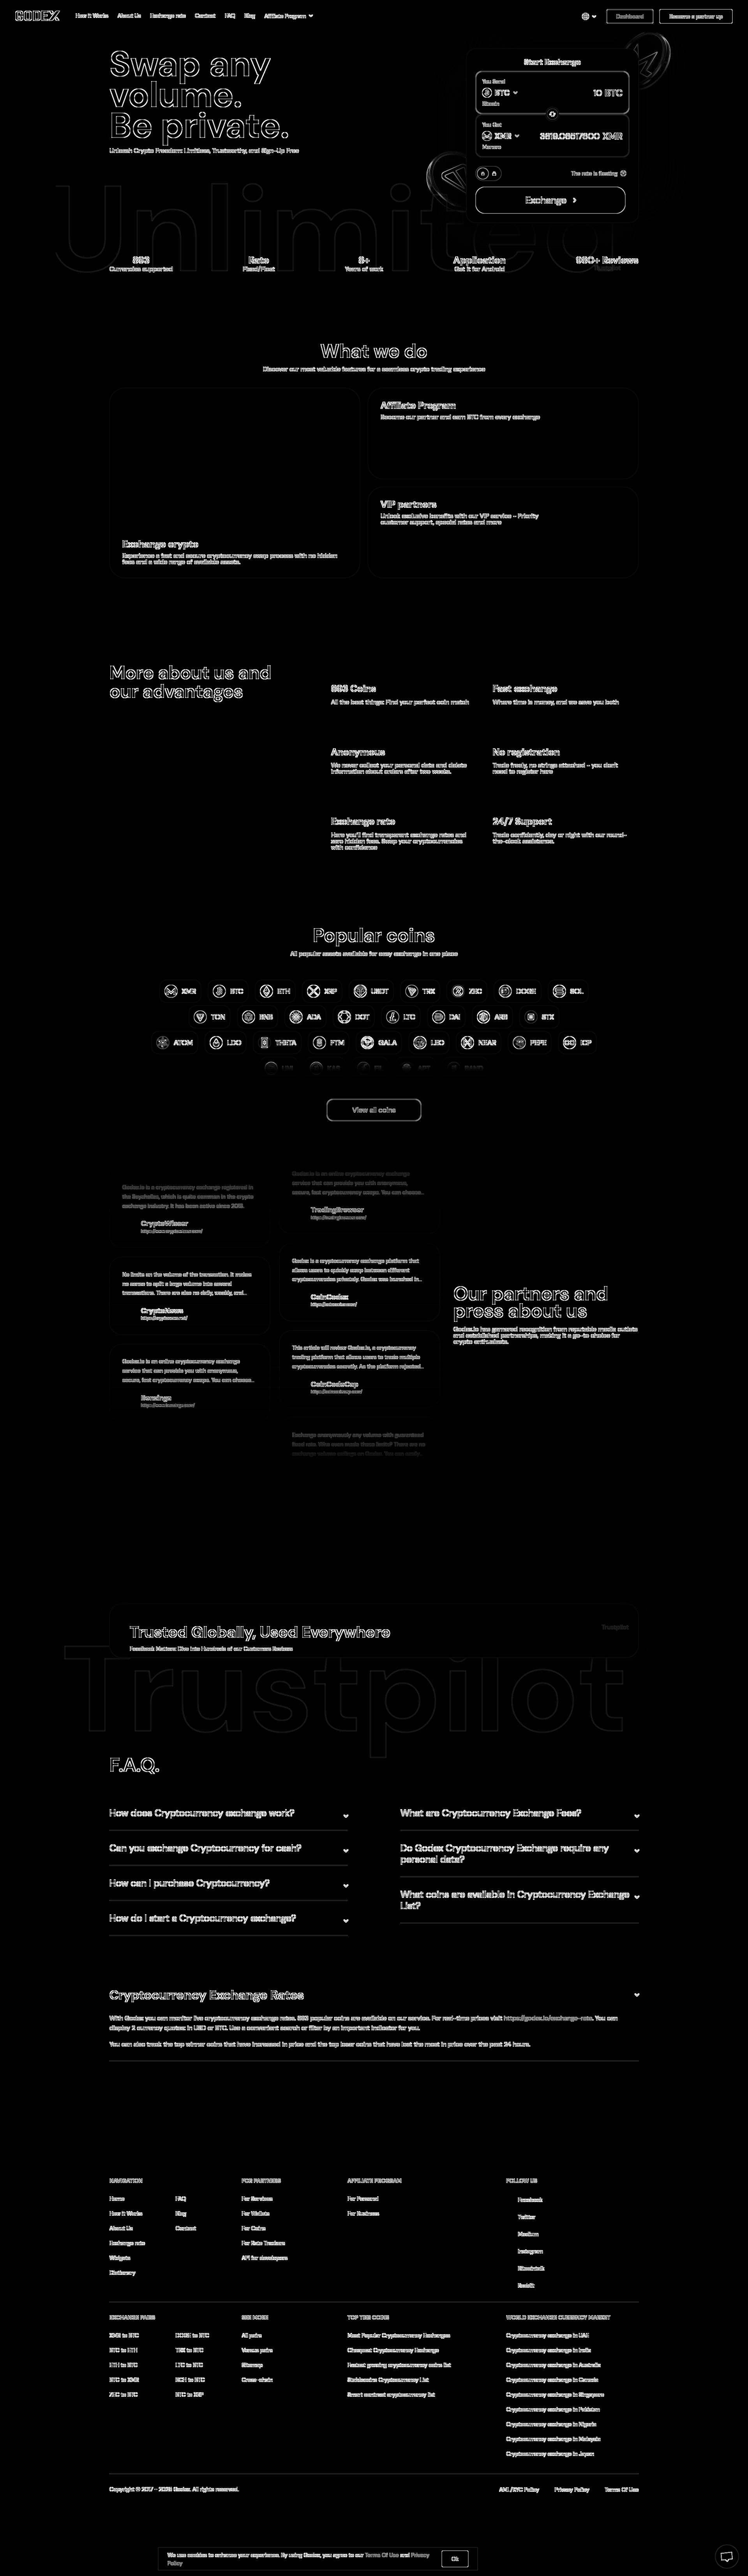 GODEX
How It Works
About Us
Exchange rate
Contact
FAQ
Blog
Affiliate Program
Dashboard
Become a partner up
Swap any
volume.
Be private.
Unleash Crypto Freedom: Limitless, Trustworthy, and Sign-Up Free
Start Exchange
You Send
BTC
10 BTC
Bitcoin
You Get
XMR
XMR
Monero
The rate is floating
Exchange
Unlimited
893
Currencies supported
Rate
Fixed/Float
8+
Years of work
Application
Get it for Android
Reviews
What we do
Discover our most valuable features for a seamless crypto trading experience
Exchange crypto
Experience a fast and secure cryptocurrency swap process with no hidden
fees and a wide range of available assets.
Affiliate Program
Become our partner and earn BTC from every exchange
VIP partners
Unlock exclusive benefits with our VIP service – Priority
customer support, special rates and more
More about us and
our advantages
893 Coins
All the best things: Find your perfect coin match
Fast exchange
Where time is money, and we save you both
Anonymous
We never collect your personal data and delete
information about orders after two weeks.
No registration
Trade freely, no strings attached – you don't
need to register here
Exchange rate
Here you'll find transparent exchange rates and
zero hidden fees. Swap your cryptocurrencies
with confidence
24/7 Support
Trade confidently, day or night with our round-
the-clock assistance.
Popular coins
All popular assets available for easy exchange in one place
XMR
BTC
ETH
XRP
USDT
TRX
ZEC
DOGE
SOL
TON
BNB
ADA
DOT
LTC
DAI
ARB
STX
ATOM
LDO
THETA
FTM
GALA
LEO
NEAR
PEPE
ICP
UNI
APT
SAND
View all coins
Godex.io is a cryptocurrency exchange registered in
the Seychelles, which is quite common in the crypto
exchange industry. It has been active since 2018.
CryptoWisser
No limits on the volume of the transaction. It makes
no sense to split a large volume into several
transactions. There are also no daily, weekly, and...
CryptoNews
Godex.io is an online cryptocurrency exchange
service that can provide you with anonymous,
secure, fast cryptocurrency swaps. You can choose...
Godex.io is an online cryptocurrency exchange
service that can provide you with anonymous,
secure, fast cryptocurrency swaps. You can choose...
TradingBrowser
Godex is a cryptocurrency exchange platform that
allows users to quickly swap between different
cryptocurrencies privately. Godex was launched in...
CoinCodex
This article will review Godex.io, a cryptocurrency
trading platform that allows users to trade multiple
cryptocurrencies secretly. As the platform rejected...
CoinCodeCap
Exchange anonymously any volume with guaranteed
Our partners and
press about us
Godex.io has garnered recognition from reputable media outlets
and established partnerships, making it a go-to choice for
crypto enthusiasts.
Trusted Globally, Used Everywhere
Feedback Matters: Dive Into Hundreds of our Customers Reviews
Trustpilot
Trustpilot
F.A.Q.
How does Cryptocurrency exchange work?
Can you exchange Cryptocurrency for cash?
How can I purchase Cryptocurrency?
How do I start a Cryptocurrency exchange?
What are Cryptocurrency Exchange Fees?
Do Godex Cryptocurrency Exchange require any
personal data?
What coins are available in Cryptocurrency Exchange
List?
Cryptocurrency Exchange Rates
With Godex you can monitor live cryptocurrency exchange rates. 893 popular coins are available on our service. For real-time prices visit https://godex.io/exchange-rate. You can
display 2 currency quotes: in USD or BTC. Use a convenient search or filter by an important indicator for you.
You can also track the top winner coins that have increased in price and the top loser coins that have lost the most in price over the past 24 hours.
NAVIGATION
Home
How It Works
About Us
Exchange rate
Widgets
Dictionary
FAQ
Blog
Contact
FOR PARTNERS
For Services
For Wallets
For Coins
For Rate Trackers
API for developers
AFFILIATE PROGRAM
For Personal
For Business
FOLLOW US
Facebook
Twitter
Medium
Instagram
Bitcointalk
Reddit
EXCHANGE PAIRS
XMR to BTC
BTC to ETH
ETH to BTC
BTC to XMR
ZEC to BTC
DOGE to BTC
TRX to BTC
LTC to BTC
BCH to BTC
BTC to XRP
SEE MORE
All pairs
Versus pairs
Sitemap
Cross-chain
TOP THE CODES
Most Popular Cryptocurrency Exchanges
Cheapest Cryptocurrency Exchange
Fastest growing cryptocurrency coins list
Stablecoins Cryptocurrency List
Smart contract cryptocurrency list
WORLD EXCHANGE CURRENCY MARKET
Cryptocurrency exchange in UAE
Cryptocurrency exchange in India
Cryptocurrency exchange in Australia
Cryptocurrency exchange in Canada
Cryptocurrency exchange in Singapore
Cryptocurrency exchange in Pakistan
Cryptocurrency exchange in Nigeria
Cryptocurrency exchange in Malaysia
Cryptocurrency exchange in Japan
Copyright © 2017 – Godex. All rights reserved.
AML/KYC Policy
Privacy Policy
Terms Of Use
We use cookies to enhance your experience. By using Godex, you agree to our Terms Of Use and Privacy
Policy
Ok